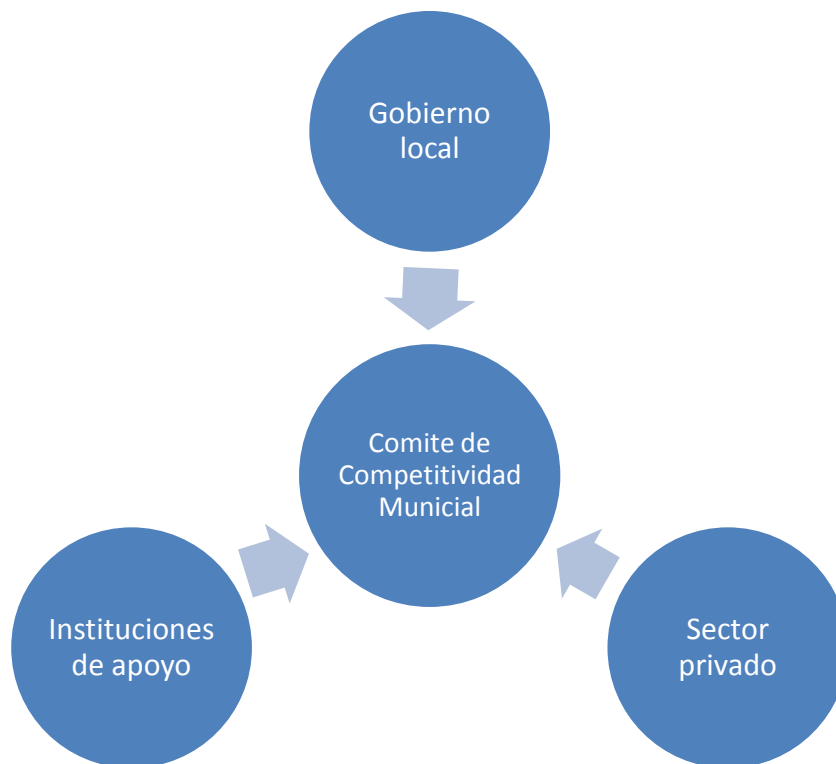 Gobierno
local
Comite de
Competitividad
Municial
Instituciones
de apoyo
Sector
privado